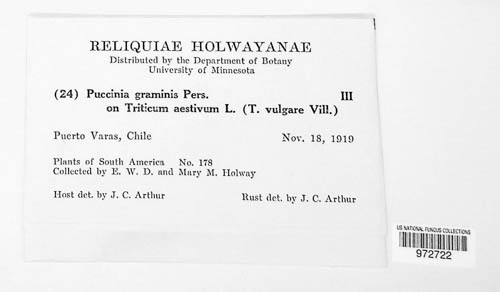 RELIQUIAE HOLWAYANAE
Distributed by the Department of Botany
University of Minnesota
(24) Puccinia graminis Pers. III
on Triticum aestivum L. (T. vulgare Vill.)
Puerto Varas, Chile Nov. 18, 1919
Plants of South America No. 178
Collected by E. W. D. and Mary M. Holway
Host det. by J. C. Arthur Rust det. by J. C. Arthur
US NATIONAL FUNGUS COLLECTIONS
972722